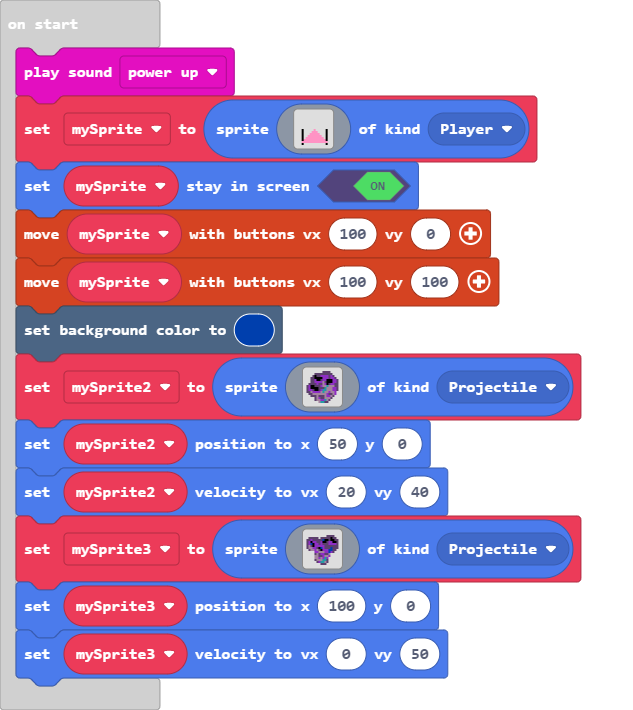 on start
play sound power up
set mySprite to sprite of kind Player
set mySprite stay in screen ON
move mySprite with buttons vx 100 vy 0
move mySprite with buttons vx 100 vy 100
set background color to
set mySprite2 to sprite of kind Projectile
set mySprite2 position to x 50 y 0
set mySprite2 velocity to vx 20 vy 40
set mySprite3 to sprite of kind Projectile
set mySprite3 position to x 100 y 0
set mySprite3 velocity to vx 0 vy 50